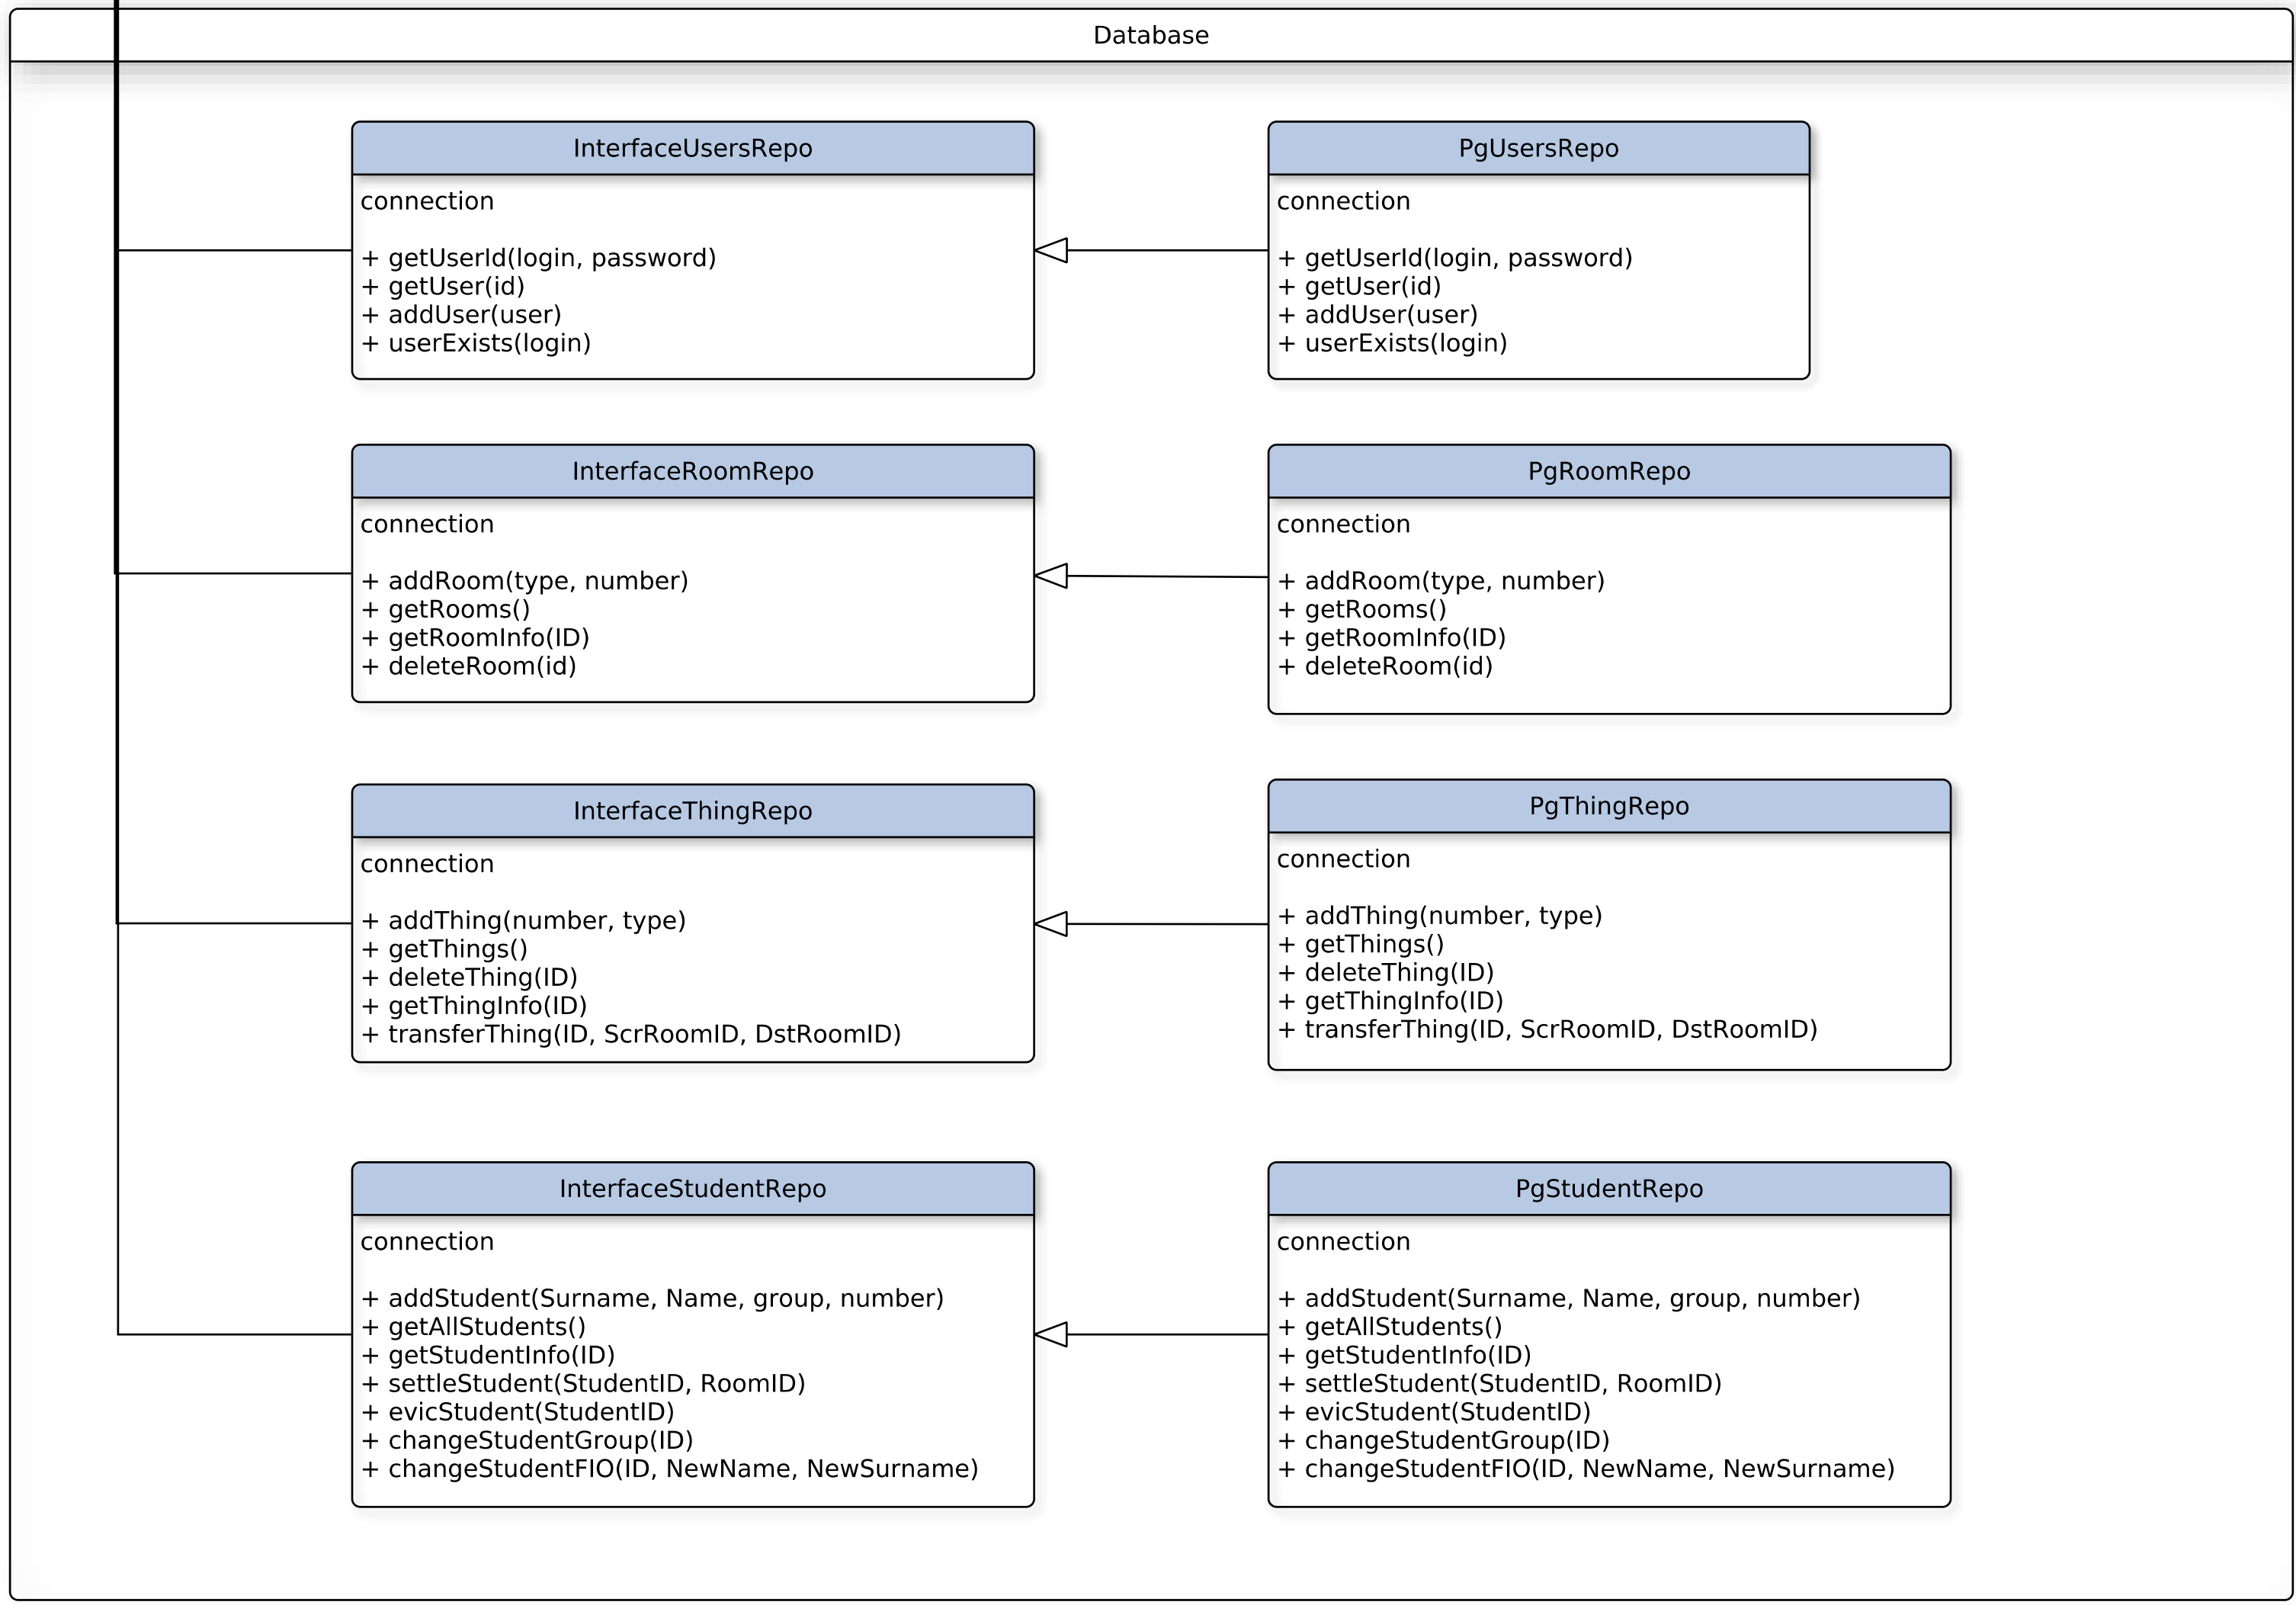 Database
InterfaceUsersRepo
connection
+ getUserId(login, password)
+ getUser(id)
+ addUser(user)
+ userExists(login)
PgUsersRepo
connection
+ getUserId(login, password)
+ getUser(id)
+ addUser(user)
+ userExists(login)
InterfaceRoomRepo
connection
+ addRoom(type, number)
+ getRooms()
+ getRoomInfo(ID)
+ deleteRoom(id)
PgRoomRepo
connection
+ addRoom(type, number)
+ getRooms()
+ getRoomInfo(ID)
+ deleteRoom(id)
InterfaceThingRepo
connection
+ addThing(number, type)
+ getThings()
+ deleteThing(ID)
+ getThingInfo(ID)
+ transferThing(ID, ScrRoomID, DstRoomID)
PgThingRepo
connection
+ addThing(number, type)
+ getThings()
+ deleteThing(ID)
+ getThingInfo(ID)
+ transferThing(ID, ScrRoomID, DstRoomID)
InterfaceStudentRepo
connection
+ addStudent(Surname, Name, group, number)
+ getAllStudents()
+ getStudentInfo(ID)
+ settleStudent(StudentID, RoomID)
+ evicStudent(StudentID)
+ changeStudentGroup(ID)
+ changeStudentFIO(ID, NewName, NewSurname)
PgStudentRepo
connection
+ addStudent(Surname, Name, group, number)
+ getAllStudents()
+ getStudentInfo(ID)
+ settleStudent(StudentID, RoomID)
+ evicStudent(StudentID)
+ changeStudentGroup(ID)
+ changeStudentFIO(ID, NewName, NewSurname)